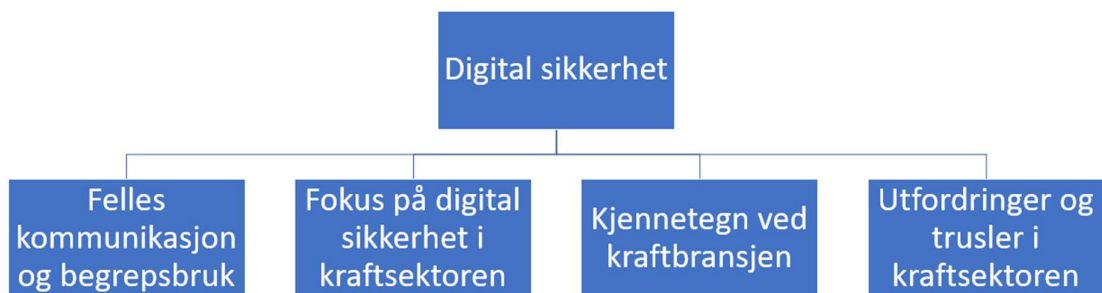 Digital sikkerhet
Felles
kommunikasjon
og begrepsbruk
Fokus på digital
sikkerhet i
kraftsektoren
Kjennetegn ved
kraftbransjen
Utfordringer og
trusler i
kraftsektoren